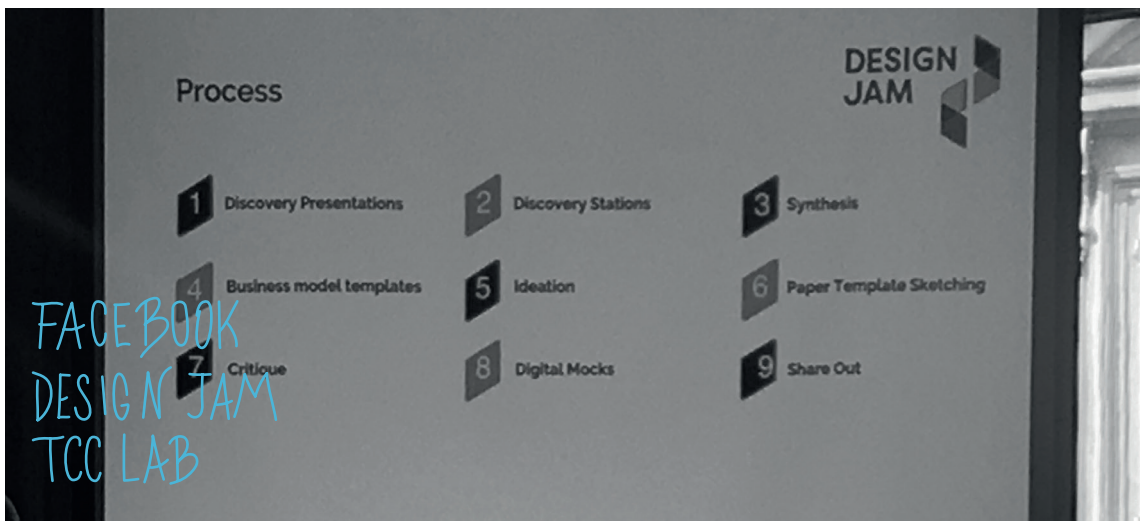 Process
DESIGN
JAM
1 Discovery Presentations
2 Discovery Stations
3 Synthesis
4 Business model templates
5 Ideation
6 Paper Template Sketching
7 Critique
8 Digital Mocks
9 Share Out
FACEBOOK
DESIGN JAM
TCC LAB